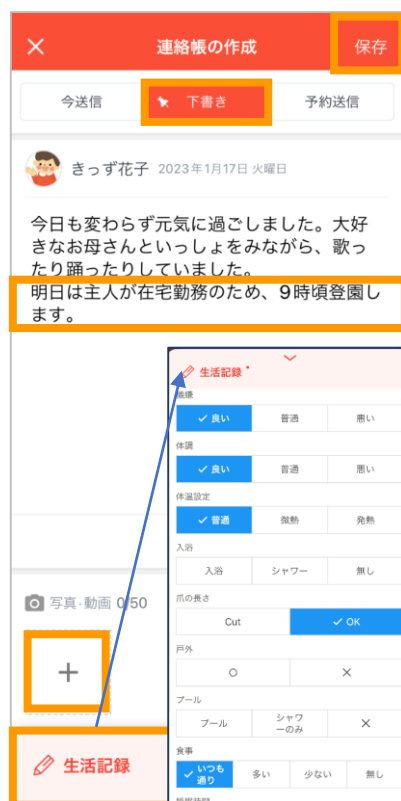 連絡帳の作成 保存
今送信 下書き 予約送信
きっず花子 2023年1月17日 火曜日
今日も変わらず元気に過ごしました。大好
きなお母さんといっしょをみながら、歌っ
たり踊ったりしていました。
明日は主人が在宅勤務のため、9時頃登園し
ます。
生活記録
機嫌
良い 普通 悪い
体調
良い 普通 悪い
体温設定
普通 微熱 発熱
入浴
入浴 シャワー 無し
爪の長さ
Cut OK
戸外
プール
プール シャワ
ーのみ
食事
いつも
通り 多い 少ない 無し
写真・動画 0/50
生活記録